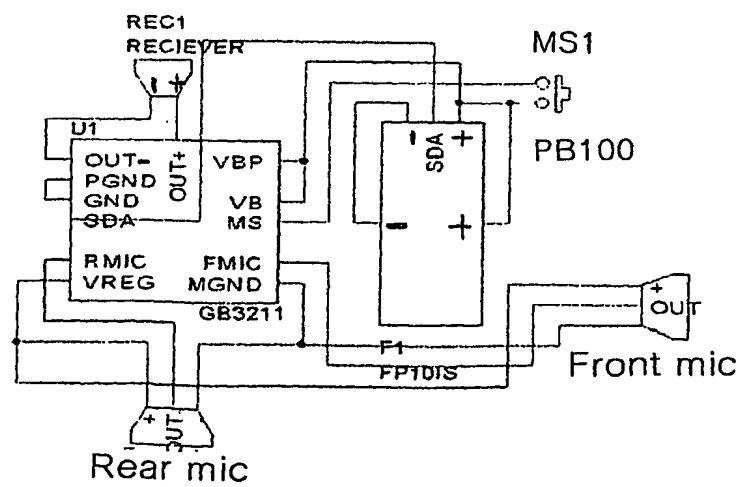 REC1
RECIEVER
- +
MS1
U1
PB100
OUT-
PGND
GND
SDA
OUT+
VBP
VB
MS
- SDA +
- +
RMIC
VREG
FMIC
MGND
GB3211
+
OUT
F1
FP10IS
Front mic
+
OUT
Rear mic